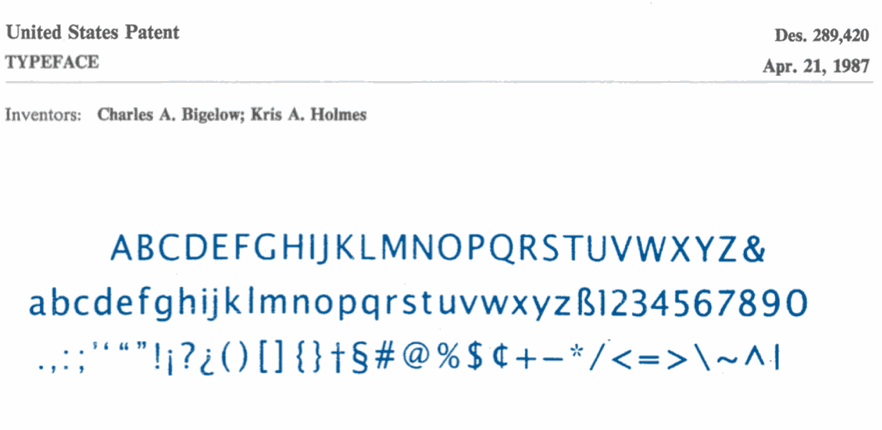 United States Patent
Des. 289,420
TYPEFACE
Apr. 21, 1987
Inventors: Charles A. Bigelow; Kris A. Holmes
ABCDEFGHIJKLMNOPQRSTUVWXYZ&
abcdefghijklmnopqrstuvwxyzß1234567890
.,:;’‘“”!¡?¿()[]{}†§#@%$¢+−*/<=>\~^|